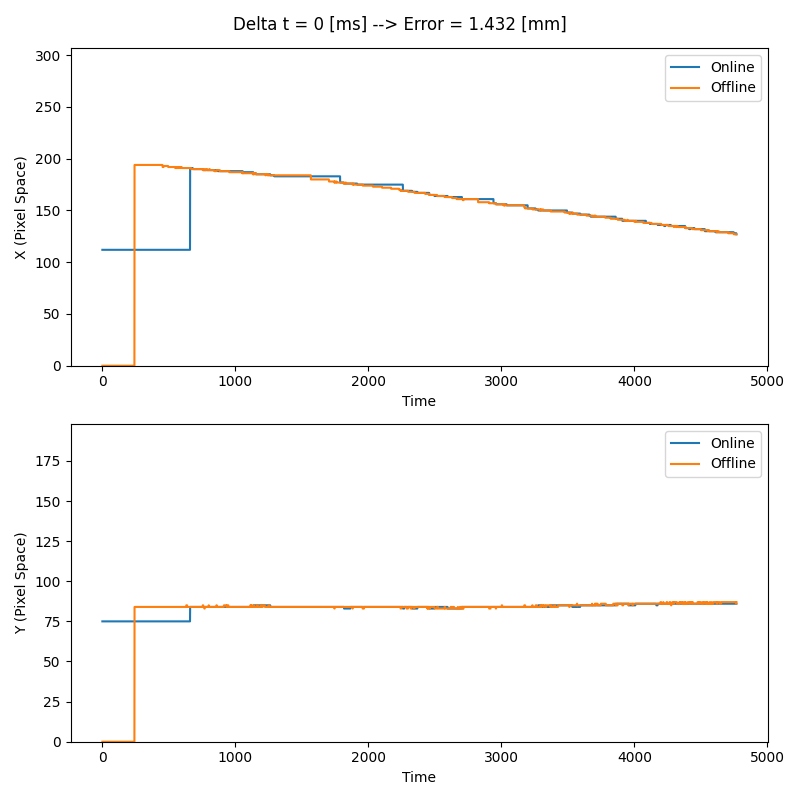 Delta t = 0 [ms] --> Error = 1.432 [mm]
300
250
200
150
100
50
0
X (Pixel Space)
Online
Offline
0 1000 2000 3000 4000 5000
Time
175
150
125
100
75
50
25
0
Y (Pixel Space)
Online
Offline
0 1000 2000 3000 4000 5000
Time